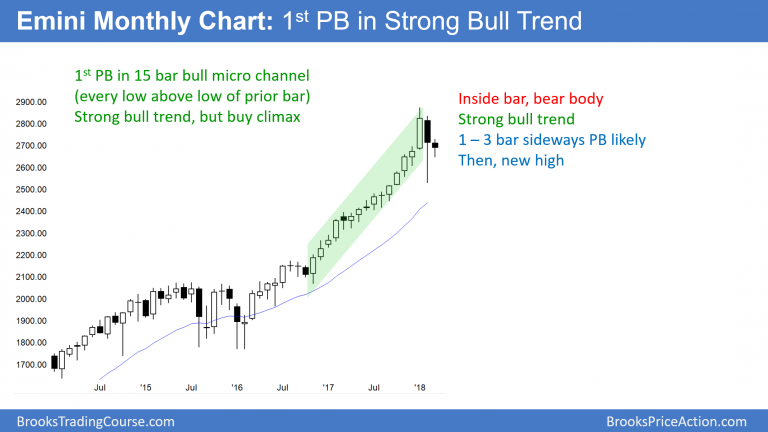 Emini Monthly Chart: 1st PB in Strong Bull Trend
1st PB in 15 bar bull micro channel
(every low above low of prior bar)
Strong bull trend, but buy climax
Inside bar, bear body
Strong bull trend
1 – 3 bar sideways PB likely
Then, new high
2900.00
2800.00
2700.00
2600.00
2500.00
2400.00
2300.00
2200.00
2100.00
2000.00
1900.00
1800.00
1700.00
Jul '15 Jul '16 Jul '17 Jul '18
BrooksTradingCourse.com
BrooksPriceAction.com